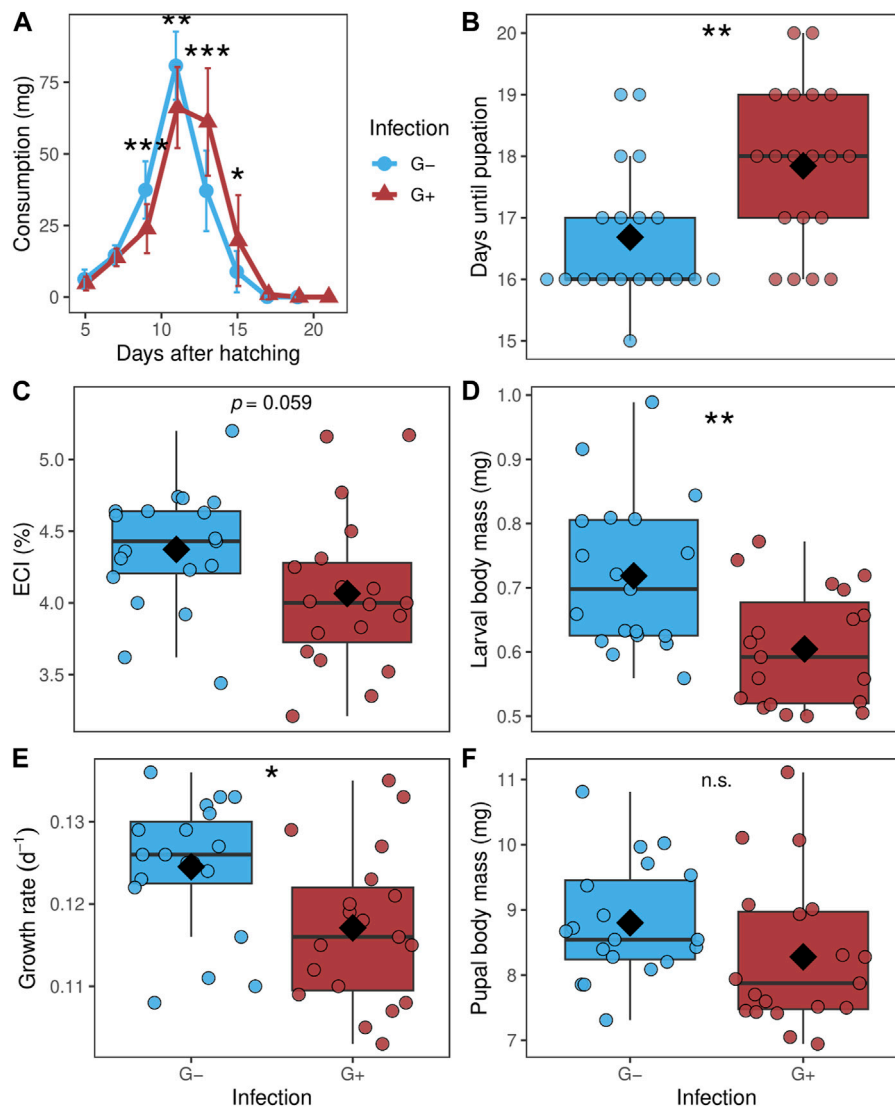 A
Consumption (mg)
75
50
25
0
**
***
***
*
5
10
15
20
Days after hatching
Infection
G−
G+
B
Days until pupation
20
19
18
17
16
15
**
C
ECI (%)
5.0
4.5
4.0
3.5
p = 0.059
D
Larval body mass (mg)
1.0
0.9
0.8
0.7
0.6
0.5
**
E
Growth rate (d⁻¹)
0.13
0.12
0.11
*
G−
G+
Infection
F
Pupal body mass (mg)
11
10
9
8
7
n.s.
G−
G+
Infection